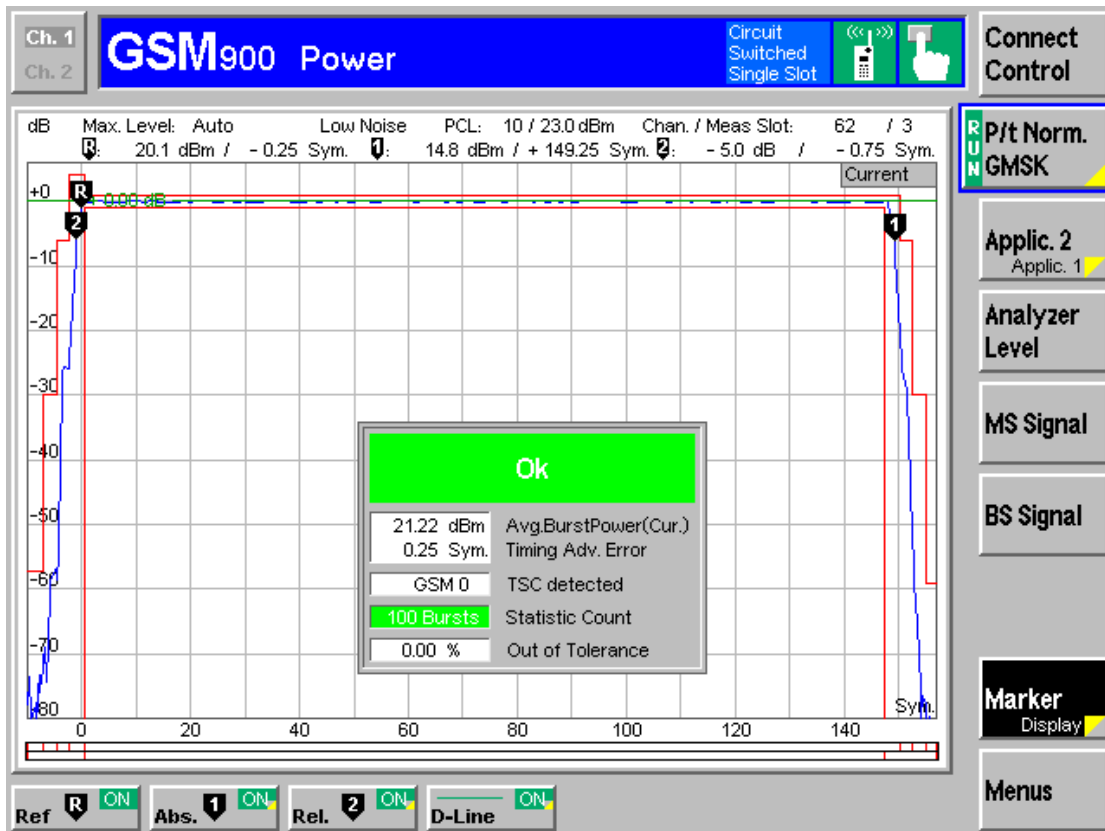 Ch. 1
Ch. 2
GSM900 Power
Circuit
Switched
Single Slot
Connect
Control
dB Max. Level: Auto Low Noise PCL: 10 / 23.0 dBm Chan. / Meas Slot: 62 / 3
R: 20.1 dBm / - 0.25 Sym. 1: 14.8 dBm / + 149.25 Sym. 2: - 5.0 dB / - 0.75 Sym.
Current
+0
R
0.00 dB
2
1
-10
-20
-30
-40
-50
-60
-70
-80
Sym.
0 20 40 60 80 100 120 140
Ok
21.22 dBm Avg.BurstPower(Cur.)
0.25 Sym. Timing Adv. Error
GSM 0 TSC detected
100 Bursts Statistic Count
0.00 % Out of Tolerance
RUN
P/t Norm.
GMSK
Applic. 2
Applic. 1
Analyzer
Level
MS Signal
BS Signal
Marker
Display
Menus
Ref R ON
Abs. 1 ON
Rel. 2 ON
D-Line ON